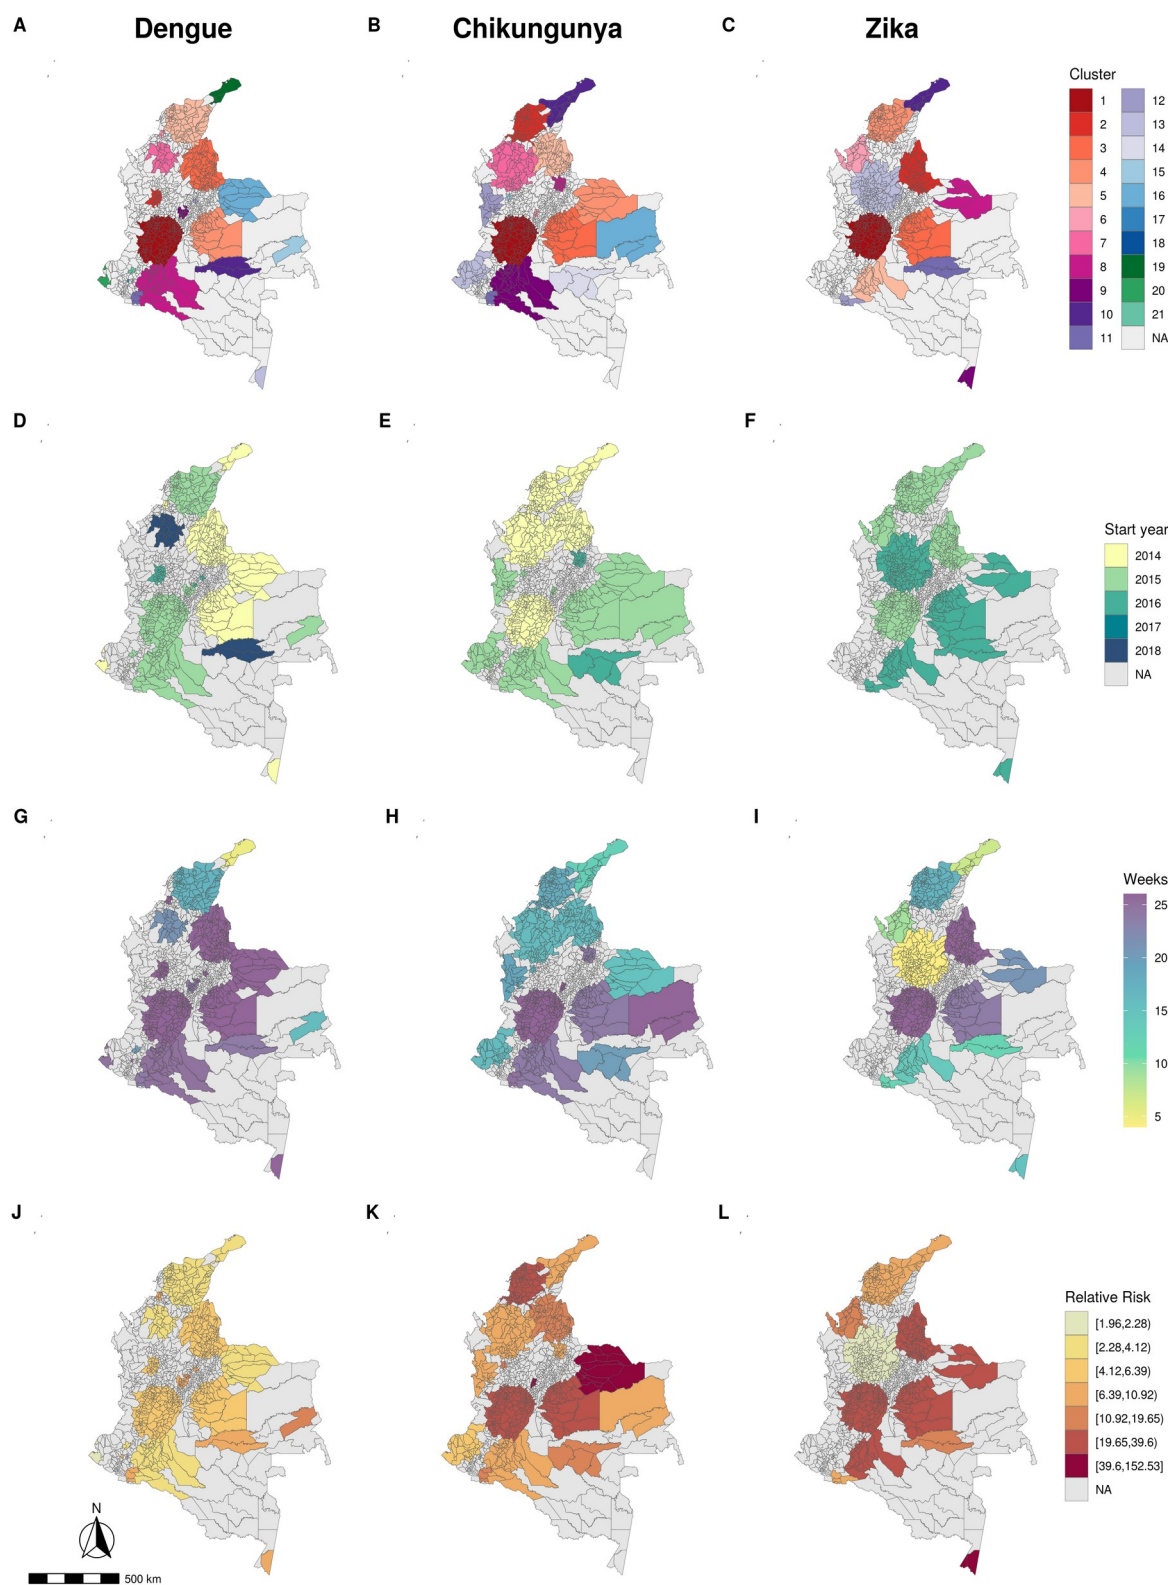 A Dengue B Chikungunya C Zika
Cluster
1 12
2 13
3 14
4 15
5 16
6 17
7 18
8 19
9 20
10 21
11 NA
D E F
Start year
2014
2015
2016
2017
2018
NA
G H I
Weeks
25
20
15
10
5
J K L
Relative Risk
[1.96,2.28)
[2.28,4.12)
[4.12,6.39)
[6.39,10.92)
[10.92,19.65)
[19.65,39.6)
[39.6,152.53]
NA
N
500 km